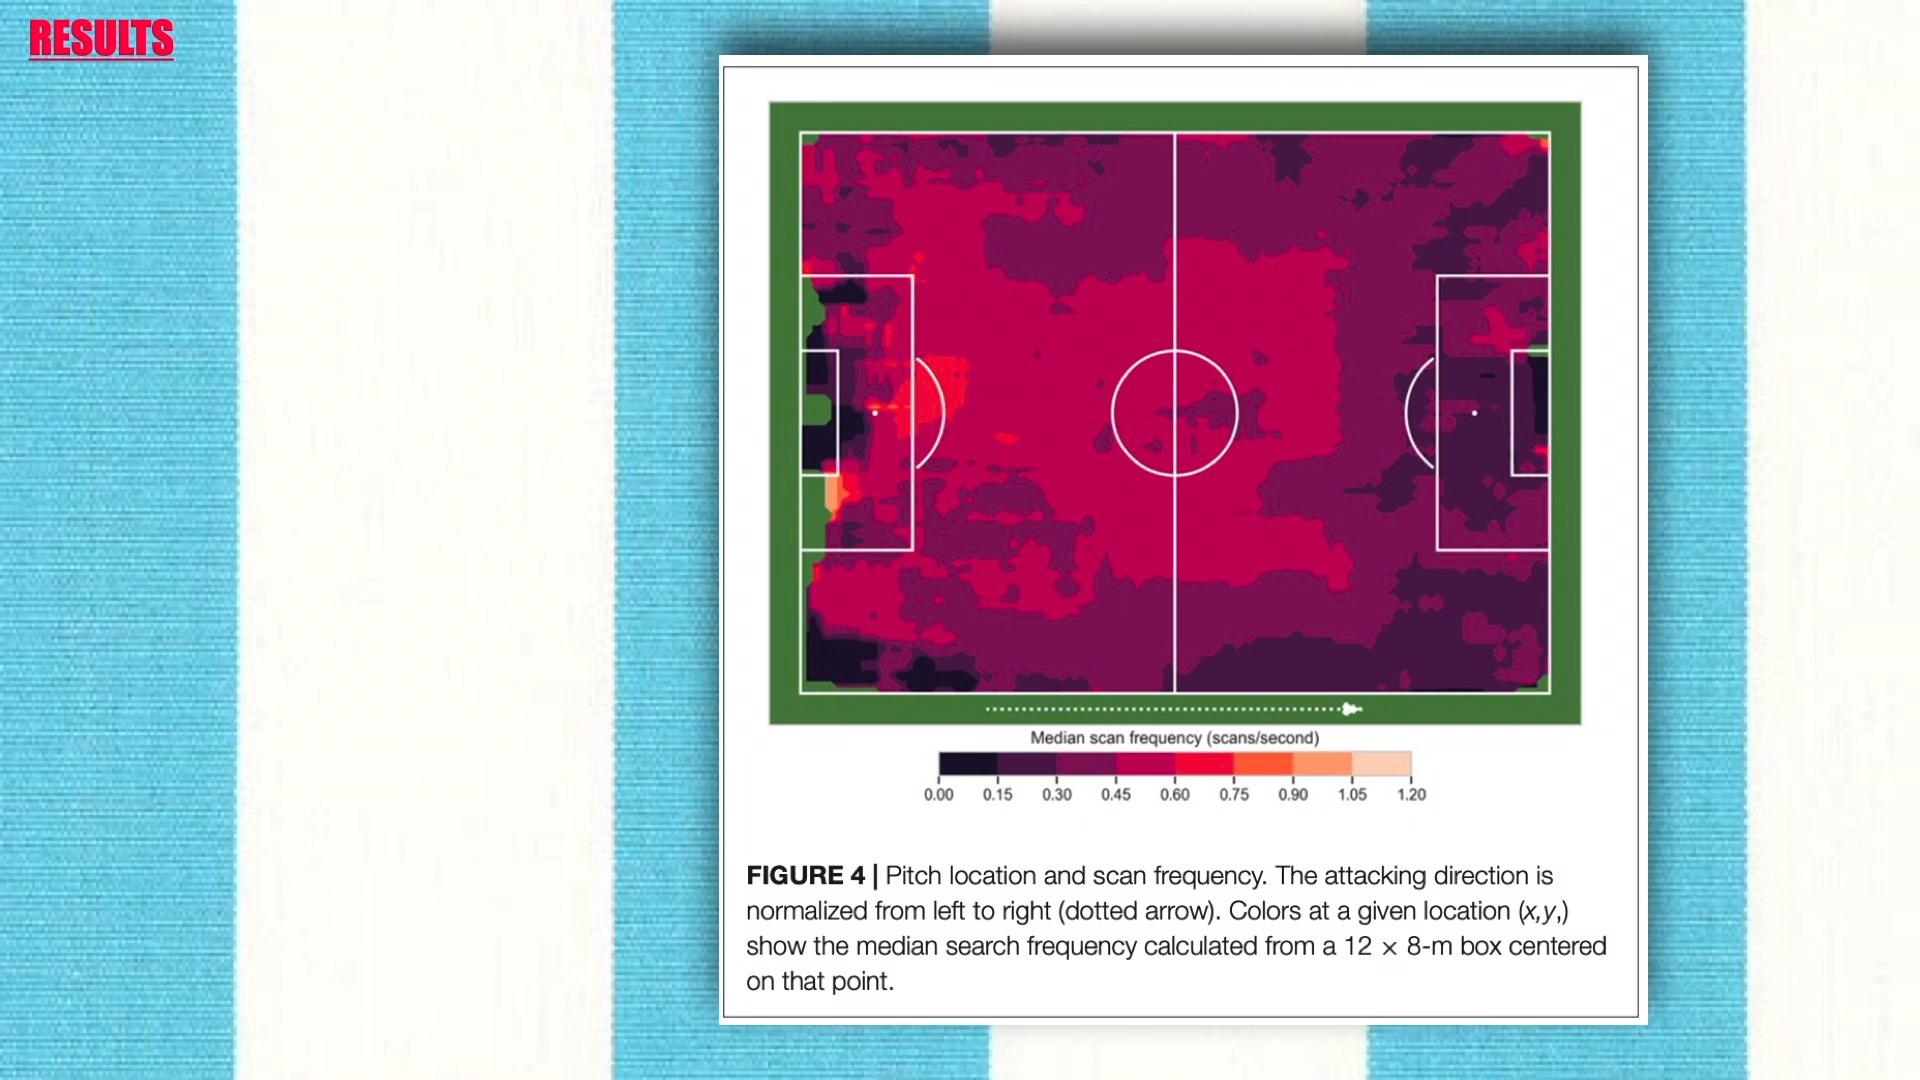 RESULTS
Median scan frequency (scans/second)
0.00 0.15 0.30 0.45 0.60 0.75 0.90 1.05 1.20
FIGURE 4 | Pitch location and scan frequency. The attacking direction is
normalized from left to right (dotted arrow). Colors at a given location (x,y,)
show the median search frequency calculated from a 12 × 8-m box centered
on that point.